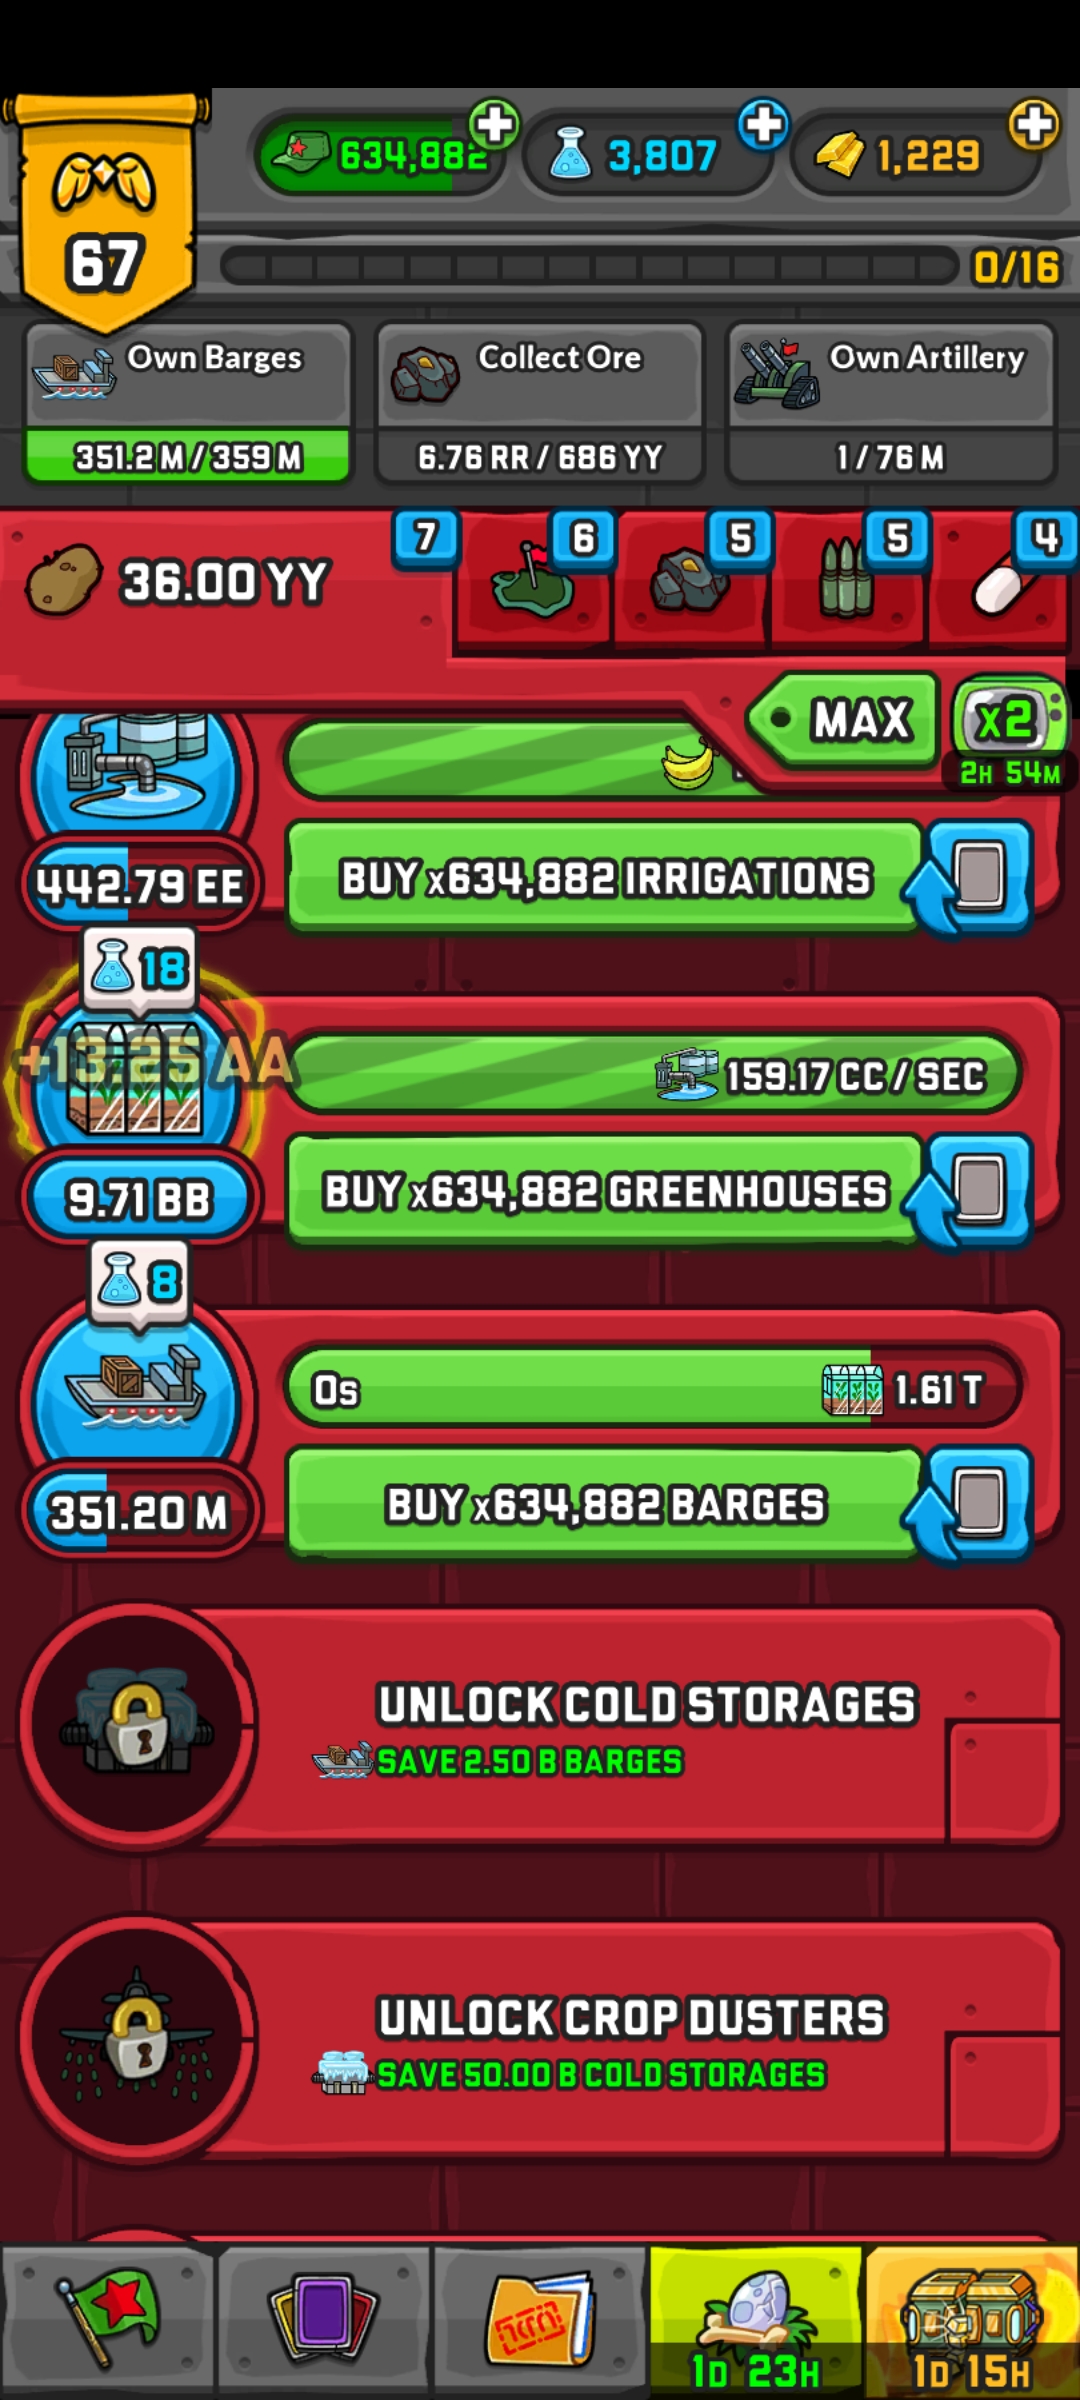 634,882
3,807
1,229
67
0/16
Own Barges
351.2 M / 359 M
Collect Ore
6.76 RR / 686 YY
Own Artillery
1 / 76 M
36.00 YY
7
6
5
5
4
MAX
x2
2H 54M
442.79 EE
BUY x634,882 IRRIGATIONS
18
+13.25 AA
159.17 CC / SEC
9.71 BB
BUY x634,882 GREENHOUSES
8
0s
1.61 T
351.20 M
BUY x634,882 BARGES
UNLOCK COLD STORAGES
SAVE 2.50 B BARGES
UNLOCK CROP DUSTERS
SAVE 50.00 B COLD STORAGES
1D 23H
1D 15H